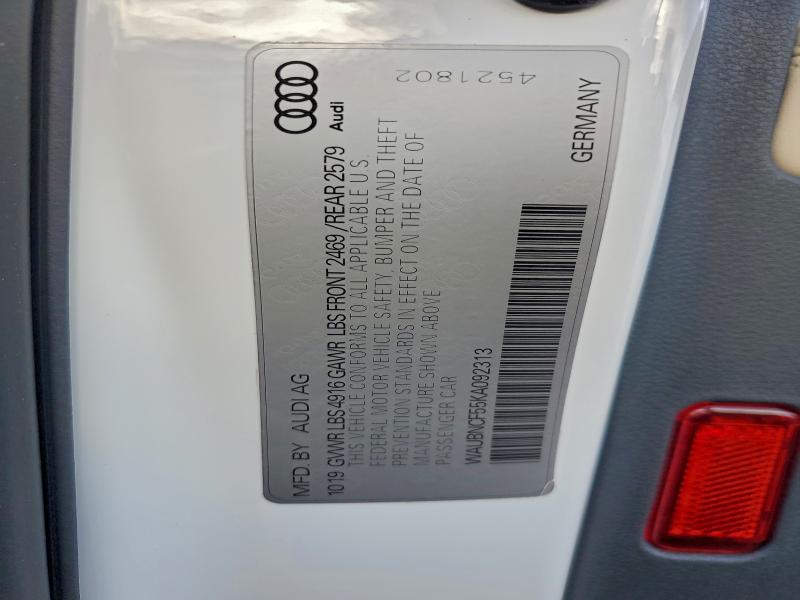 4521802
Audi
MFD. BY AUDI AG
1019 GVWR LBS 4916 GAWR LBS FRONT 2469 / REAR 2579
THIS VEHICLE CONFORMS TO ALL APPLICABLE U.S.
FEDERAL MOTOR VEHICLE SAFETY, BUMPER AND THEFT
PREVENTION STANDARDS IN EFFECT ON THE DATE OF
MANUFACTURE SHOWN ABOVE
PASSENGER CAR
WAUBNCF55KA092313
GERMANY